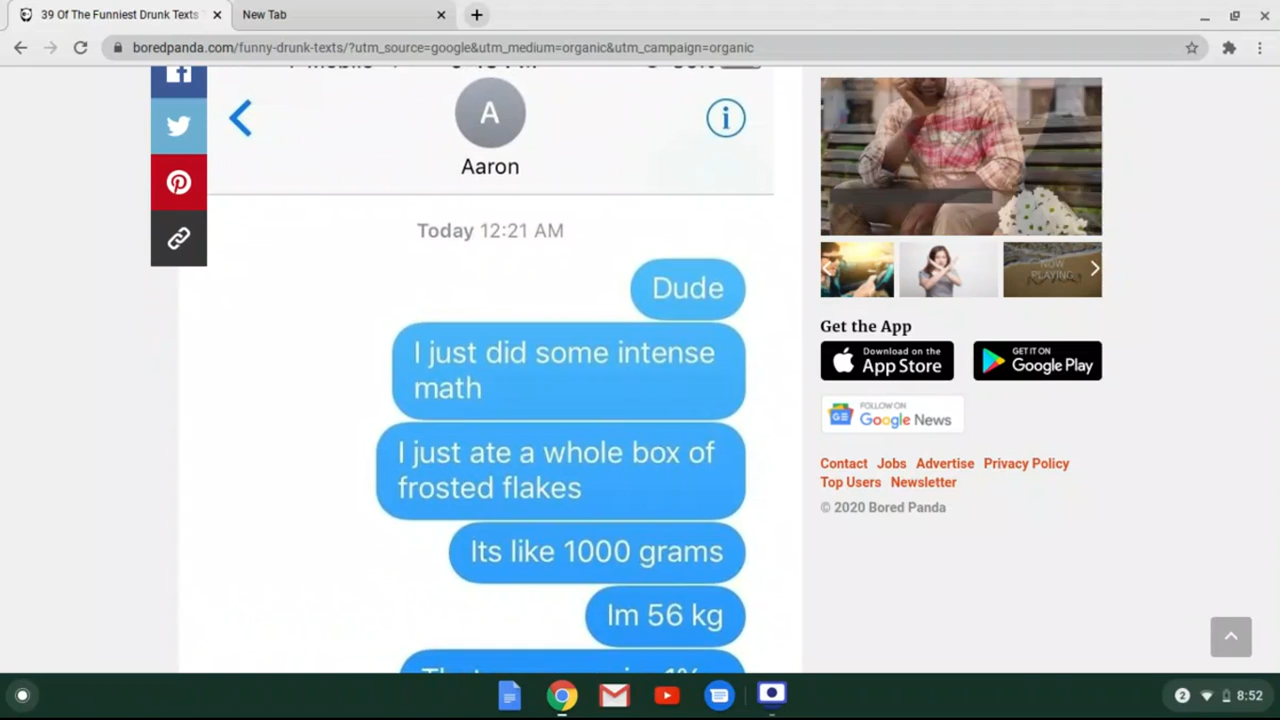 39 Of The Funniest Drunk Texts
New Tab
boredpanda.com/funny-drunk-texts/?utm_source=google&utm_medium=organic&utm_campaign=organic
A
Aaron
Today 12:21 AM
Dude
I just did some intense
math
I just ate a whole box of
frosted flakes
Its like 1000 grams
Im 56 kg
NOW
PLAYING
Get the App
Download on the
App Store
GET IT ON
Google Play
FOLLOW ON
Google News
Contact Jobs Advertise Privacy Policy
Top Users Newsletter
© 2020 Bored Panda
2
8:52